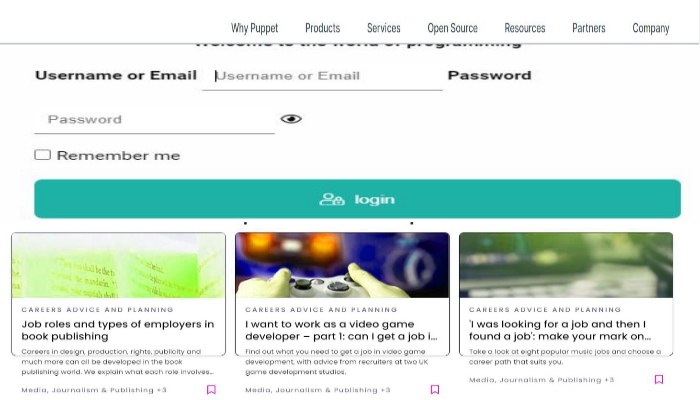 Why Puppet Products Services Open Source Resources Partners Company
Welcome to the world of programming
Username or Email Username or Email Password
Password
Remember me
login
CAREERS ADVICE AND PLANNING
Job roles and types of employers in
book publishing
Careers in design, production, rights, publicity and
much more can all be developed in the book
publishing world. We explain what each role involves...
Media, Journalism & Publishing +3
CAREERS ADVICE AND PLANNING
I want to work as a video game
developer – part 1: can I get a job i...
Find out what you need to get a job in video game
development, with advice from recruiters at two UK
game development studios.
Media, Journalism & Publishing +3
CAREERS ADVICE AND PLANNING
'I was looking for a job and then I
found a job': make your mark on...
Take a look at eight popular music jobs and choose a
career path that suits you.
Media, Journalism & Publishing +3